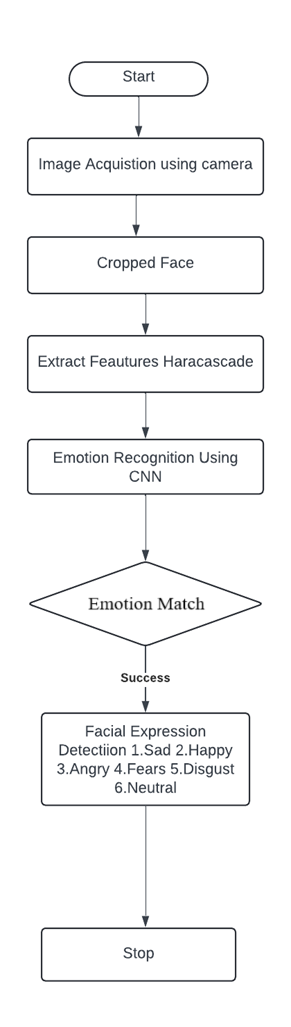 Start
Image Acquistion using camera
Cropped Face
Extract Feautures Haracascade
Emotion Recognition Using
CNN
Emotion Match
Success
Facial Expression
Detectiion 1.Sad 2.Happy
3.Angry 4.Fears 5.Disgust
6.Neutral
Stop